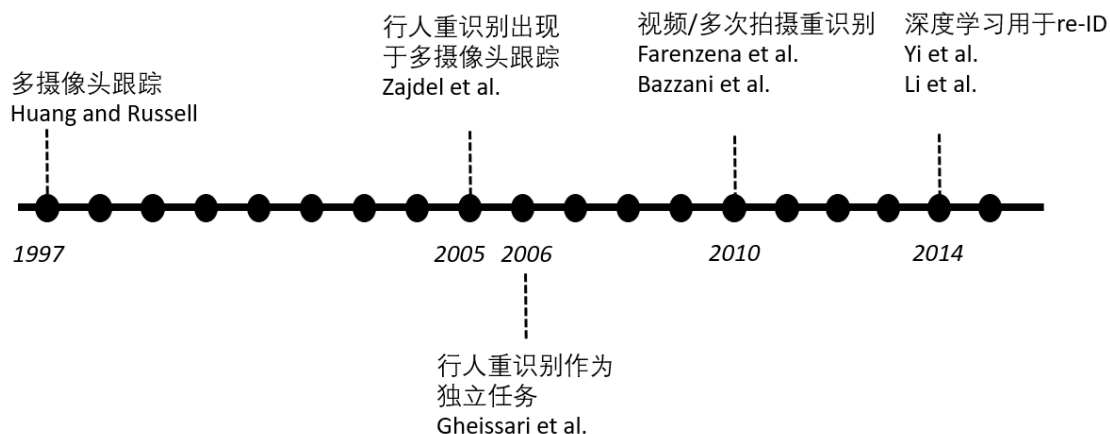 多摄像头跟踪
Huang and Russell
行人重识别出现
于多摄像头跟踪
Zajdel et al.
视频/多次拍摄重识别
Farenzena et al.
Bazzani et al.
深度学习用于re-ID
Yi et al.
Li et al.
1997
2005
2006
2010
2014
行人重识别作为
独立任务
Gheissari et al.